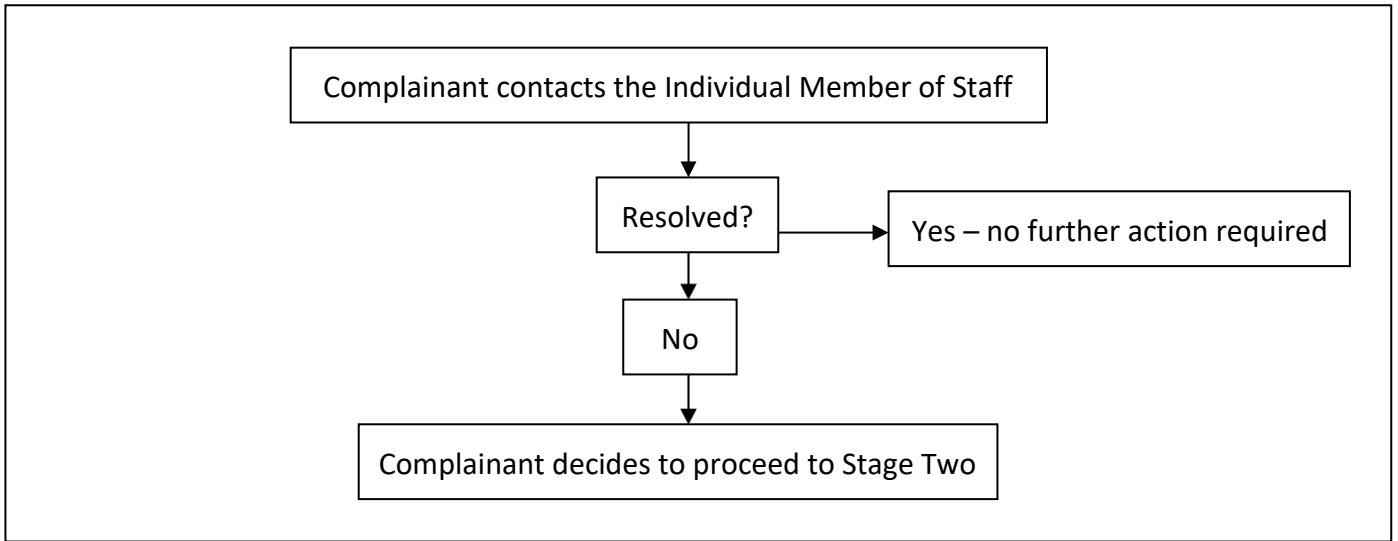 Complainant contacts the Individual Member of Staff
Resolved?
Yes – no further action required
No
Complainant decides to proceed to Stage Two